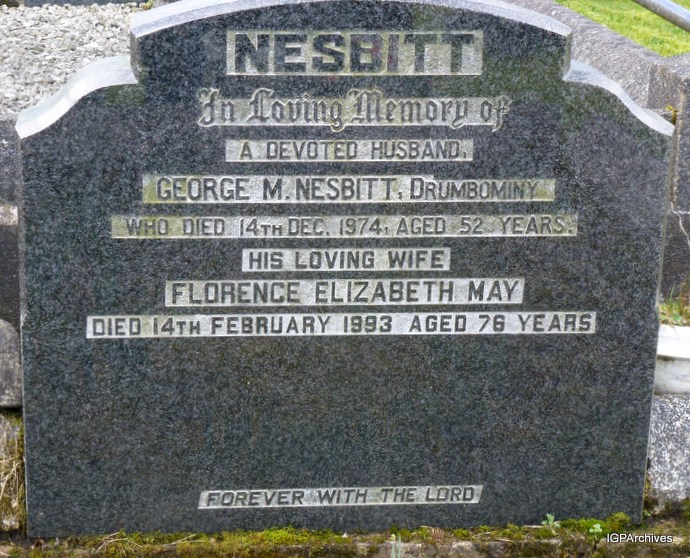 NESBITT
In Loving Memory of
A DEVOTED HUSBAND,
GEORGE M. NESBITT, DRUMBOMINY
WHO DIED 14TH DEC. 1974, AGED 52 YEARS.
HIS LOVING WIFE
FLORENCE ELIZABETH MAY
DIED 14TH FEBRUARY 1993 AGED 76 YEARS
FOREVER WITH THE LORD
IGPArchives